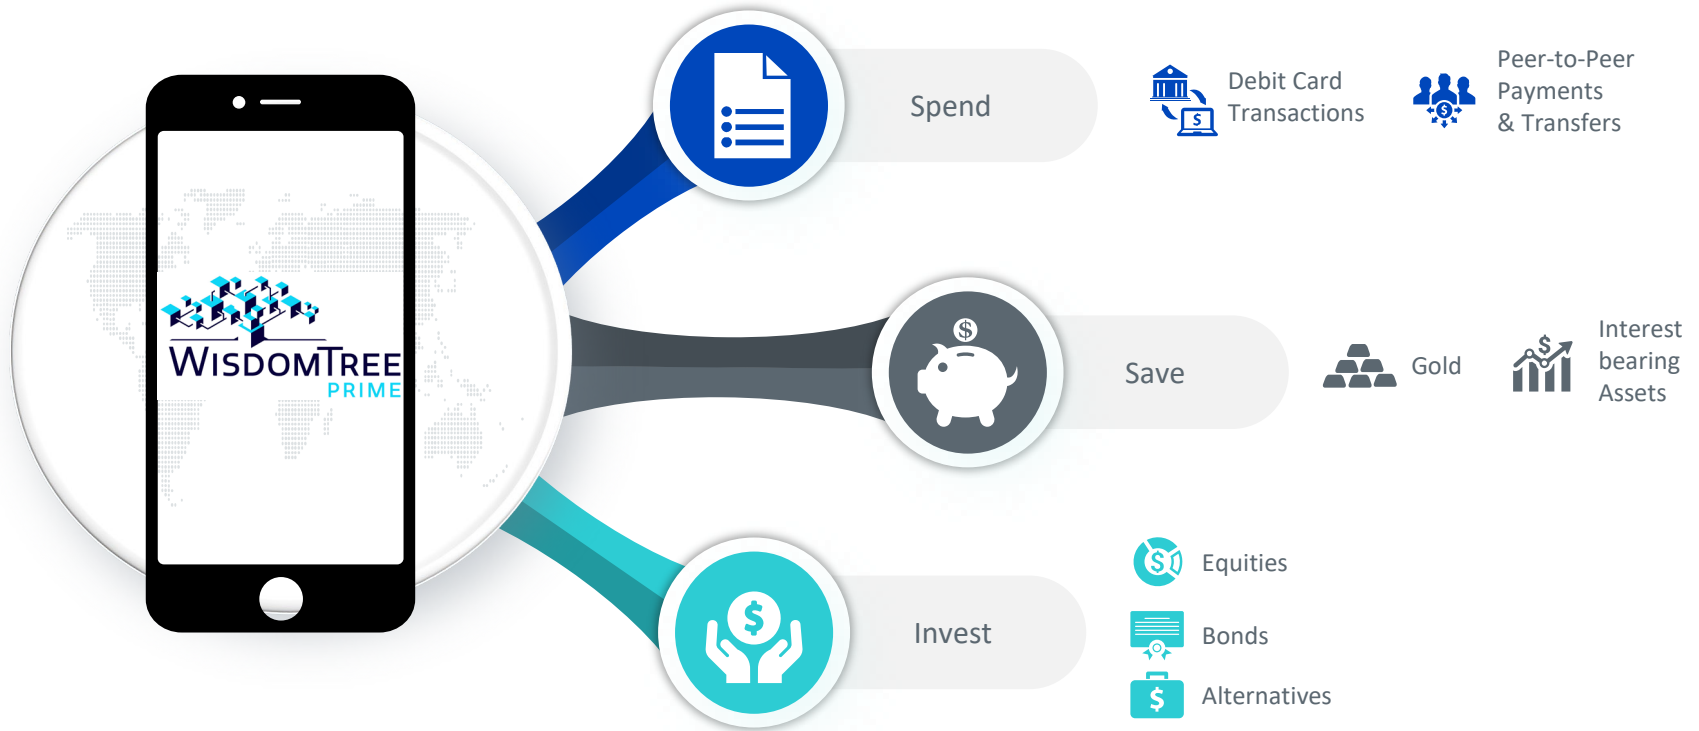 WISDOMTREE
PRIME
Spend
Debit Card
Transactions
Peer-to-Peer
Payments
& Transfers
$
$
$
Save
Gold
$
Interest
bearing
Assets
$
Invest
$
Equities
Bonds
$
Alternatives